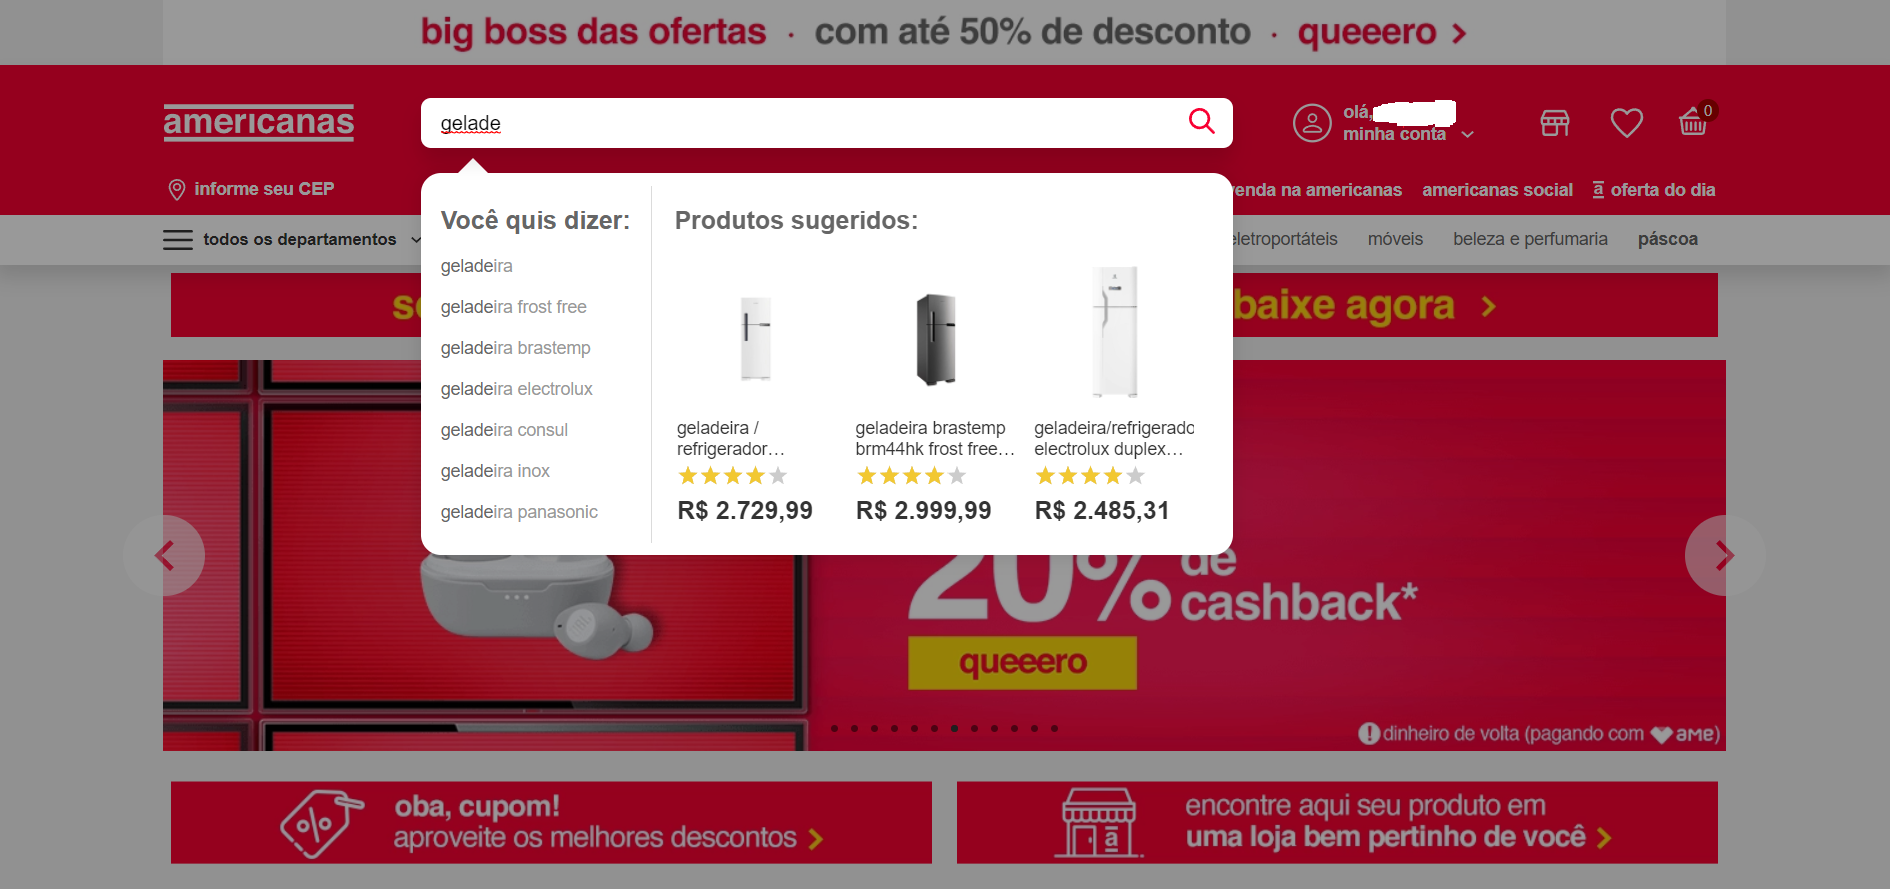 big boss das ofertas · com até 50% de desconto · queeero >
americanas
gelade
olá,
minha conta
0
informe seu CEP
enda na americanas
americanas social
a oferta do dia
todos os departamentos
eletroportáteis
móveis
beleza e perfumaria
páscoa
Você quis dizer:
geladeira
geladeira frost free
geladeira brastemp
geladeira electrolux
geladeira consul
geladeira inox
geladeira panasonic
Produtos sugeridos:
geladeira /
refrigerador…
R$ 2.729,99
geladeira brastemp
brm44hk frost free…
R$ 2.999,99
geladeira/refrigerado
electrolux duplex…
R$ 2.485,31
baixe agora >
JBL
20% de
cashback*
queeero
! dinheiro de volta (pagando com ame)
oba, cupom!
aproveite os melhores descontos >
a
encontre aqui seu produto em
uma loja bem pertinho de você >